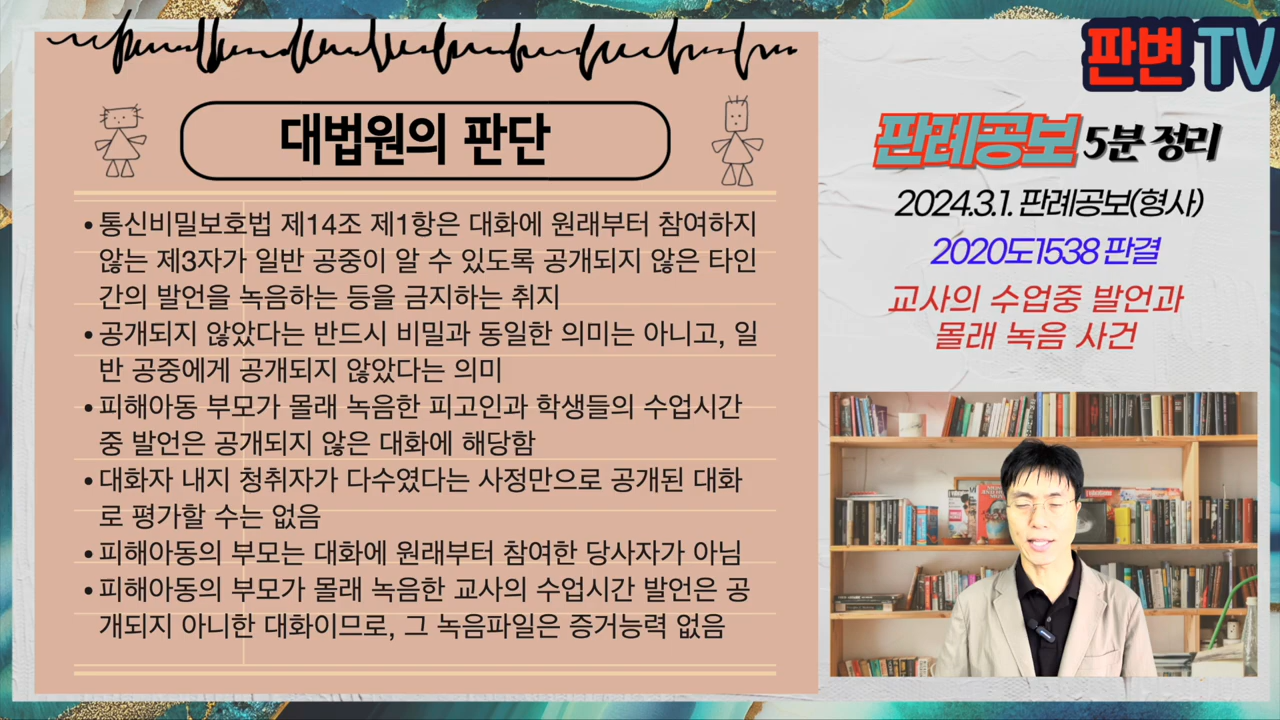 판변 TV
대법원의 판단
• 통신비밀보호법 제14조 제1항은 대화에 원래부터 참여하지
않는 제3자가 일반 공중이 알 수 있도록 공개되지 않은 타인
간의 발언을 녹음하는 등을 금지하는 취지
• 공개되지 않았다는 반드시 비밀과 동일한 의미는 아니고, 일
반 공중에게 공개되지 않았다는 의미
• 피해아동 부모가 몰래 녹음한 피고인과 학생들의 수업시간
중 발언은 공개되지 않은 대화에 해당함
• 대화자 내지 청취자가 다수였다는 사정만으로 공개된 대화
로 평가할 수는 없음
• 피해아동의 부모는 대화에 원래부터 참여한 당사자가 아님
• 피해아동의 부모가 몰래 녹음한 교사의 수업시간 발언은 공
개되지 아니한 대화이므로, 그 녹음파일은 증거능력 없음
판례공보 5분 정리
2024.3.1. 판례공보(형사)
2020도1538 판결
교사의 수업중 발언과
몰래 녹음 사건